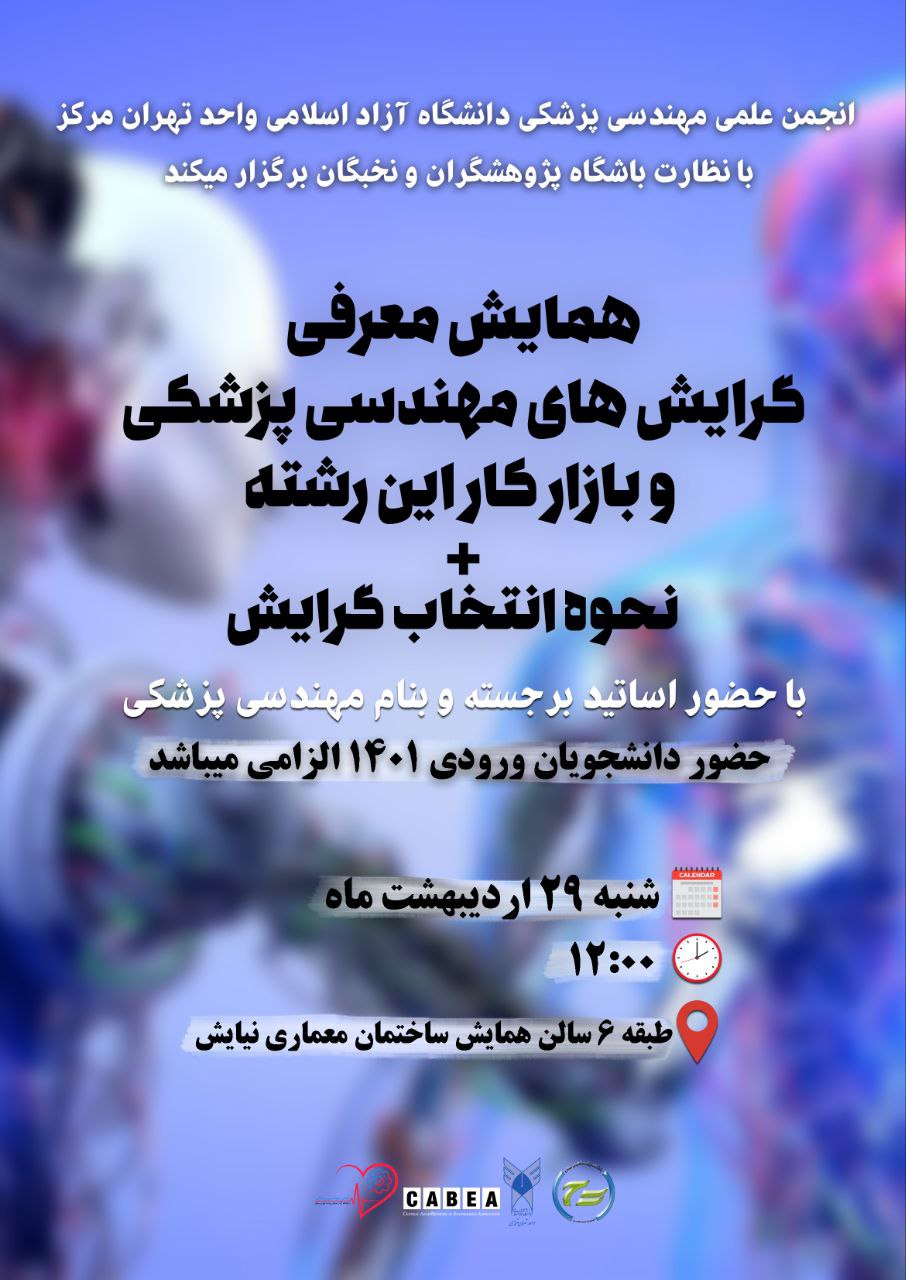 انجمن علمی مهندسی پزشکی دانشگاه آزاد اسلامی واحد تهران مرکز
با نظارت باشگاه پژوهشگران و نخبگان برگزار میکند
همایش معرفی
گرایش های مهندسی پزشکی
و بازار کار این رشته
+
نحوه انتخاب گرایش
با حضور اساتید برجسته و بنام مهندسی پزشکی
حضور دانشجویان ورودی ۱۴۰۱ الزامی میباشد
CALENDAR
شنبه ۲۹ اردیبهشت ماه
۱۲:۰۰
طبقه ۶ سالن همایش ساختمان معماری نیایش
CABEA